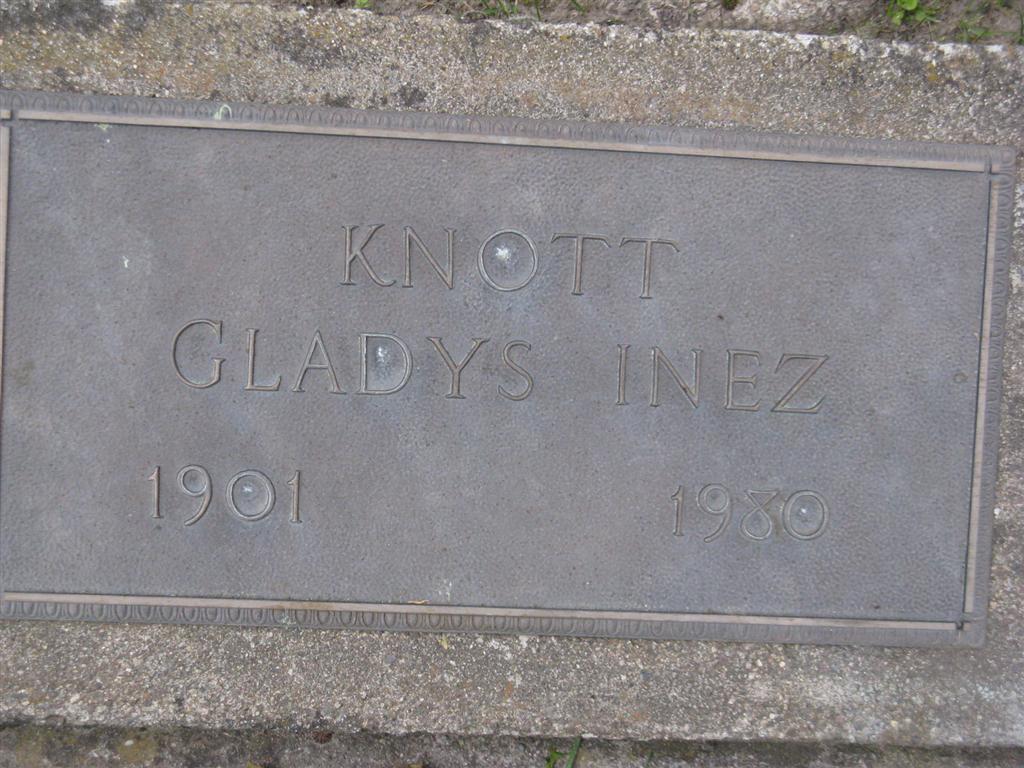 KNOTT
GLADYS INEZ
1901 1980